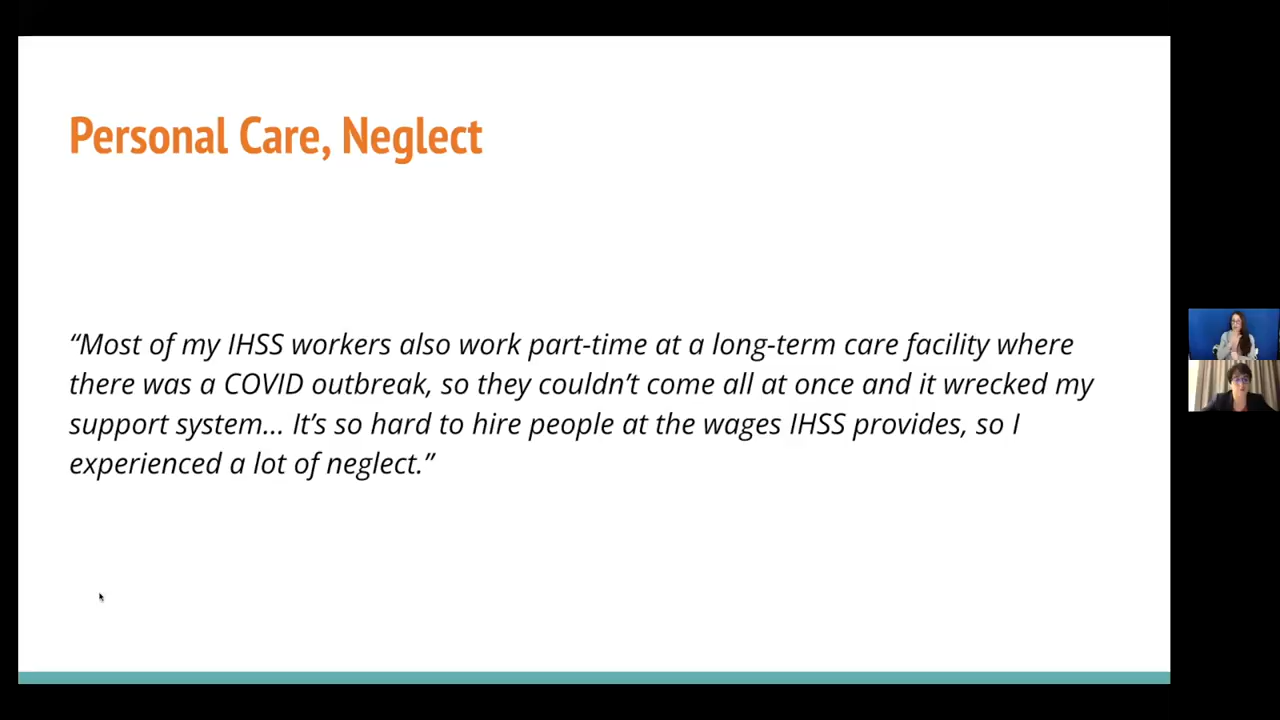 Personal Care, Neglect
“Most of my IHSS workers also work part-time at a long-term care facility where
there was a COVID outbreak, so they couldn’t come all at once and it wrecked my
support system... It’s so hard to hire people at the wages IHSS provides, so I
experienced a lot of neglect.”